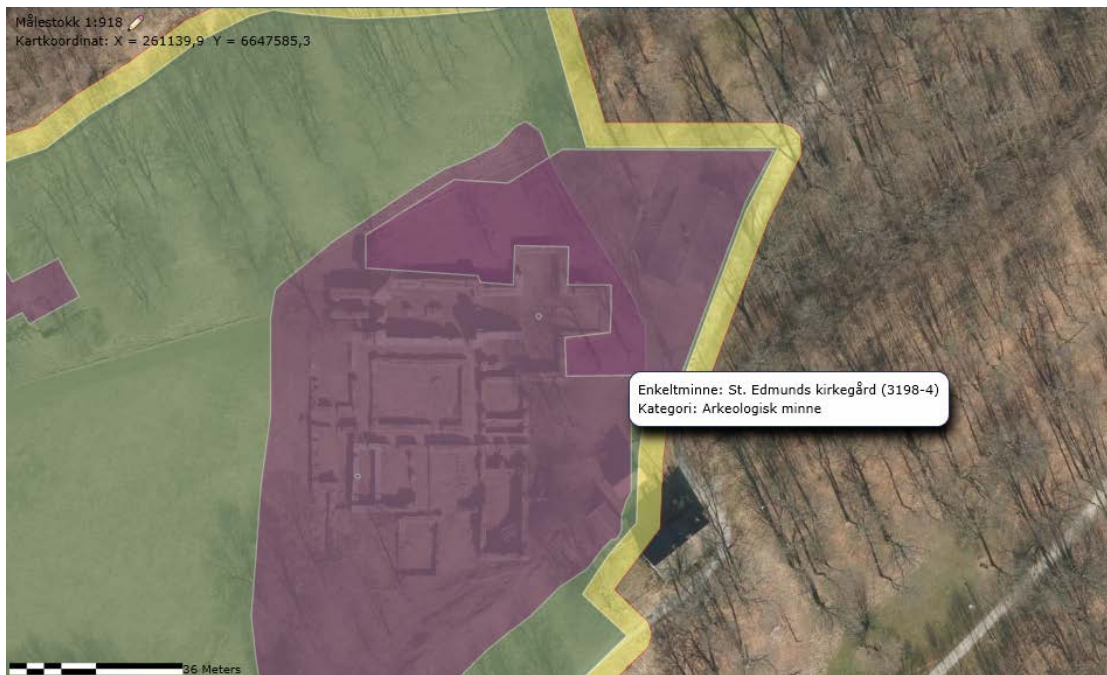 Målestokk 1:918
Kartkoordinat: X = 261139,9 Y = 6647585,3
Enkeltminne: St. Edmunds kirkegård (3198-4)
Kategori: Arkeologisk minne
36 Meters